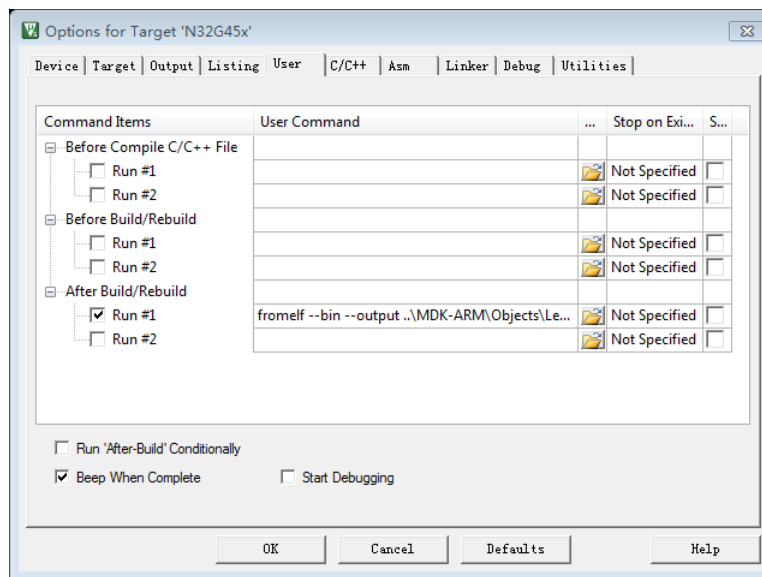 Options for Target 'N32G45x'
Device Target Output Listing User C/C++ Asm Linker Debug Utilities
Command Items User Command ... Stop on Exi... S...
Before Compile C/C++ File
Run #1 Not Specified
Run #2 Not Specified
Before Build/Rebuild
Run #1 Not Specified
Run #2 Not Specified
After Build/Rebuild
Run #1 fromelf --bin --output ..\MDK-ARM\Objects\Le... Not Specified
Run #2 Not Specified
Run 'After-Build' Conditionally
Beep When Complete Start Debugging
OK Cancel Defaults Help